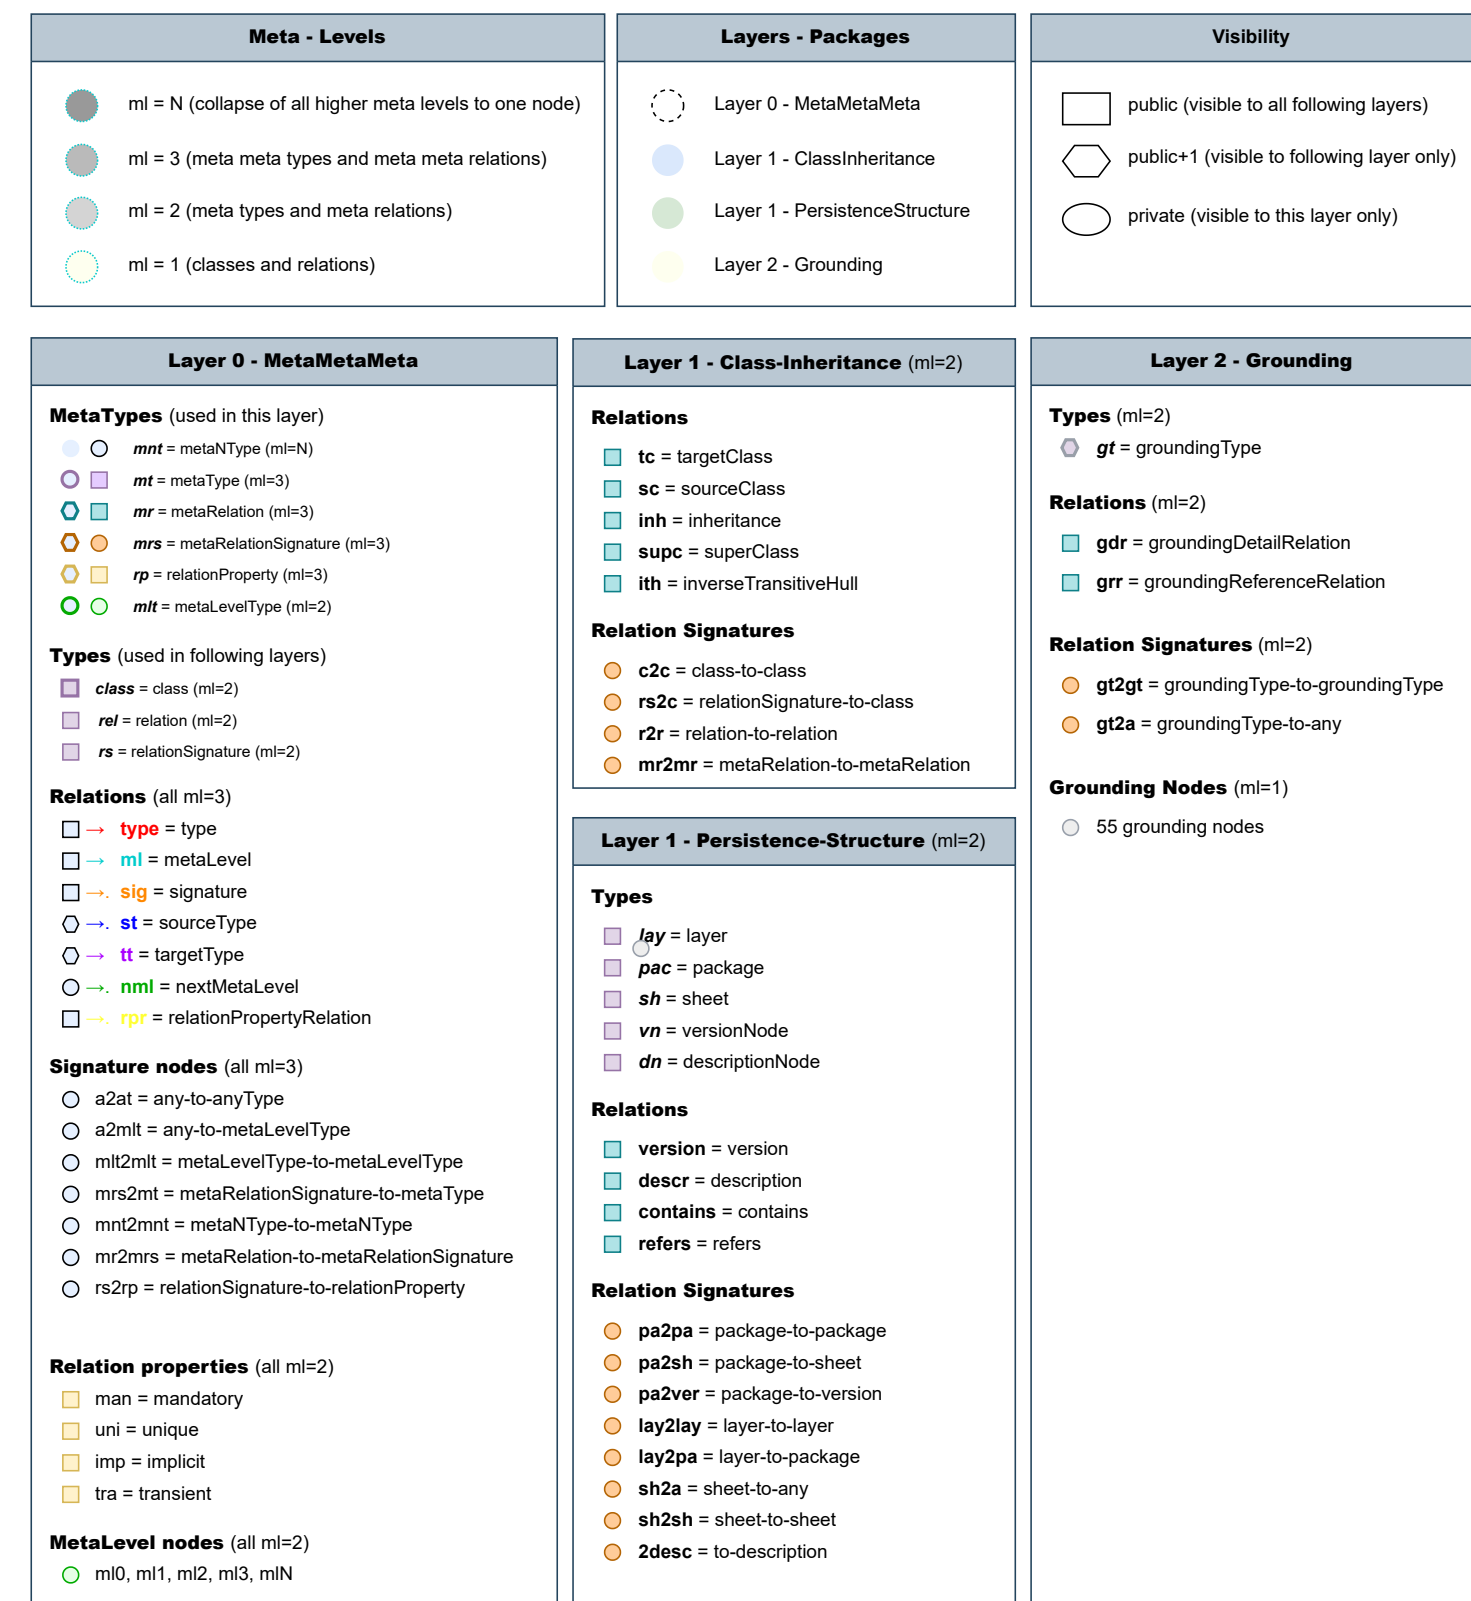 Meta - Levels
ml = N (collapse of all higher meta levels to one node)
ml = 3 (meta meta types and meta meta relations)
ml = 2 (meta types and meta relations)
ml = 1 (classes and relations)
Layers - Packages
Layer 0 - MetaMetaMeta
Layer 1 - ClassInheritance
Layer 1 - PersistenceStructure
Layer 2 - Grounding
Visibility
public (visible to all following layers)
public+1 (visible to following layer only)
private (visible to this layer only)
Layer 0 - MetaMetaMeta
MetaTypes (used in this layer)
mnt = metaNType (ml=N)
mt = metaType (ml=3)
mr = metaRelation (ml=3)
mrs = metaRelationSignature (ml=3)
rp = relationProperty (ml=3)
mlt = metaLevelType (ml=2)
Types (used in following layers)
class = class (ml=2)
rel = relation (ml=2)
rs = relationSignature (ml=2)
Relations (all ml=3)
→ type = type
→ ml = metaLevel
→. sig = signature
→. st = sourceType
→ tt = targetType
→. nml = nextMetaLevel
→. rpr = relationPropertyRelation
Signature nodes (all ml=3)
a2at = any-to-anyType
a2mlt = any-to-metaLevelType
mlt2mlt = metaLevelType-to-metaLevelType
mrs2mt = metaRelationSignature-to-metaType
mnt2mnt = metaNType-to-metaNType
mr2mrs = metaRelation-to-metaRelationSignature
rs2rp = relationSignature-to-relationProperty
Relation properties (all ml=2)
man = mandatory
uni = unique
imp = implicit
tra = transient
MetaLevel nodes (all ml=2)
ml0, ml1, ml2, ml3, mlN
Layer 1 - Class-Inheritance (ml=2)
Relations
tc = targetClass
sc = sourceClass
inh = inheritance
supc = superClass
ith = inverseTransitiveHull
Relation Signatures
c2c = class-to-class
rs2c = relationSignature-to-class
r2r = relation-to-relation
mr2mr = metaRelation-to-metaRelation
Layer 1 - Persistence-Structure (ml=2)
Types
lay = layer
pac = package
sh = sheet
vn = versionNode
dn = descriptionNode
Relations
version = version
descr = description
contains = contains
refers = refers
Relation Signatures
pa2pa = package-to-package
pa2sh = package-to-sheet
pa2ver = package-to-version
lay2lay = layer-to-layer
lay2pa = layer-to-package
sh2a = sheet-to-any
sh2sh = sheet-to-sheet
2desc = to-description
Layer 2 - Grounding
Types (ml=2)
gt = groundingType
Relations (ml=2)
gdr = groundingDetailRelation
grr = groundingReferenceRelation
Relation Signatures (ml=2)
gt2gt = groundingType-to-groundingType
gt2a = groundingType-to-any
Grounding Nodes (ml=1)
55 grounding nodes